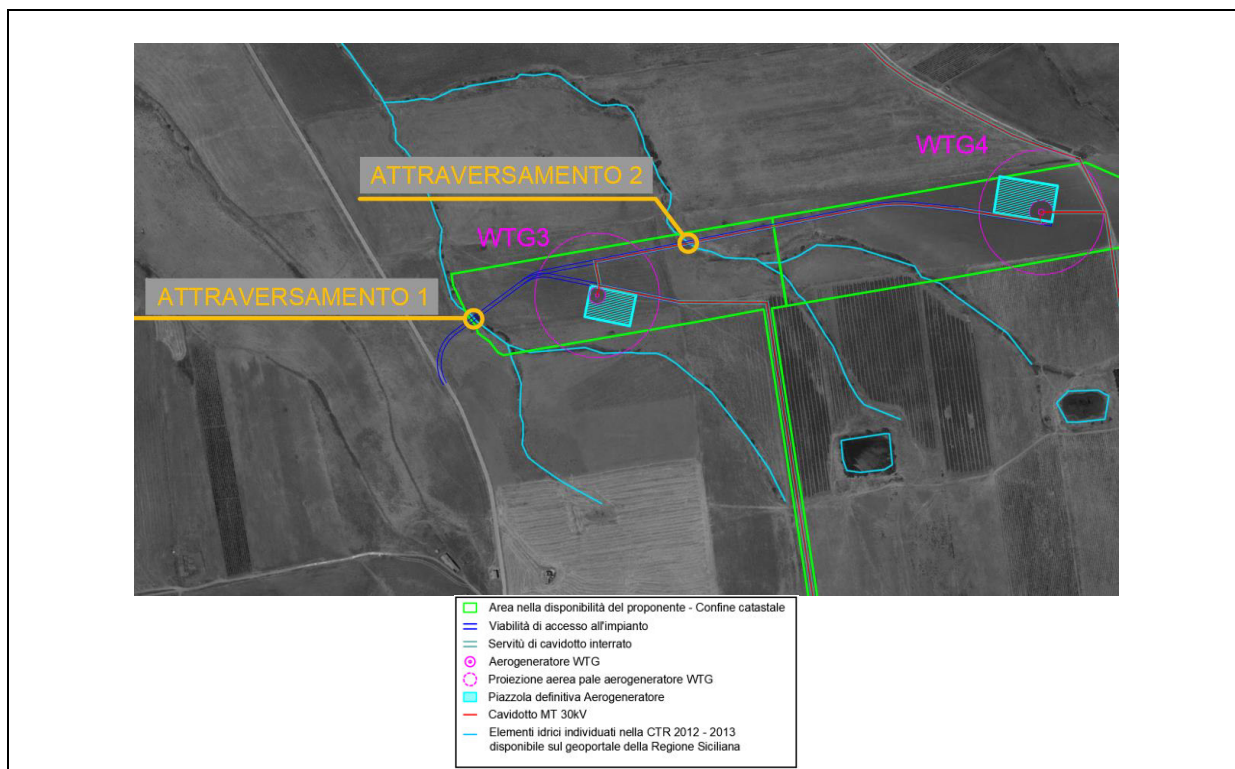 WTG4
ATTRAVERSAMENTO 2
WTG3
ATTRAVERSAMENTO 1
Area nella disponibilità del proponente - Confine catastale
Viabilità di accesso all'impianto
Servitù di cavidotto interrato
Aerogeneratore WTG
Proiezione aerea pale aerogeneratore WTG
Piazzola definitiva Aerogeneratore
Cavidotto MT 30kV
Elementi idrici individuati nella CTR 2012 - 2013
disponibile sul geoportale della Regione Siciliana